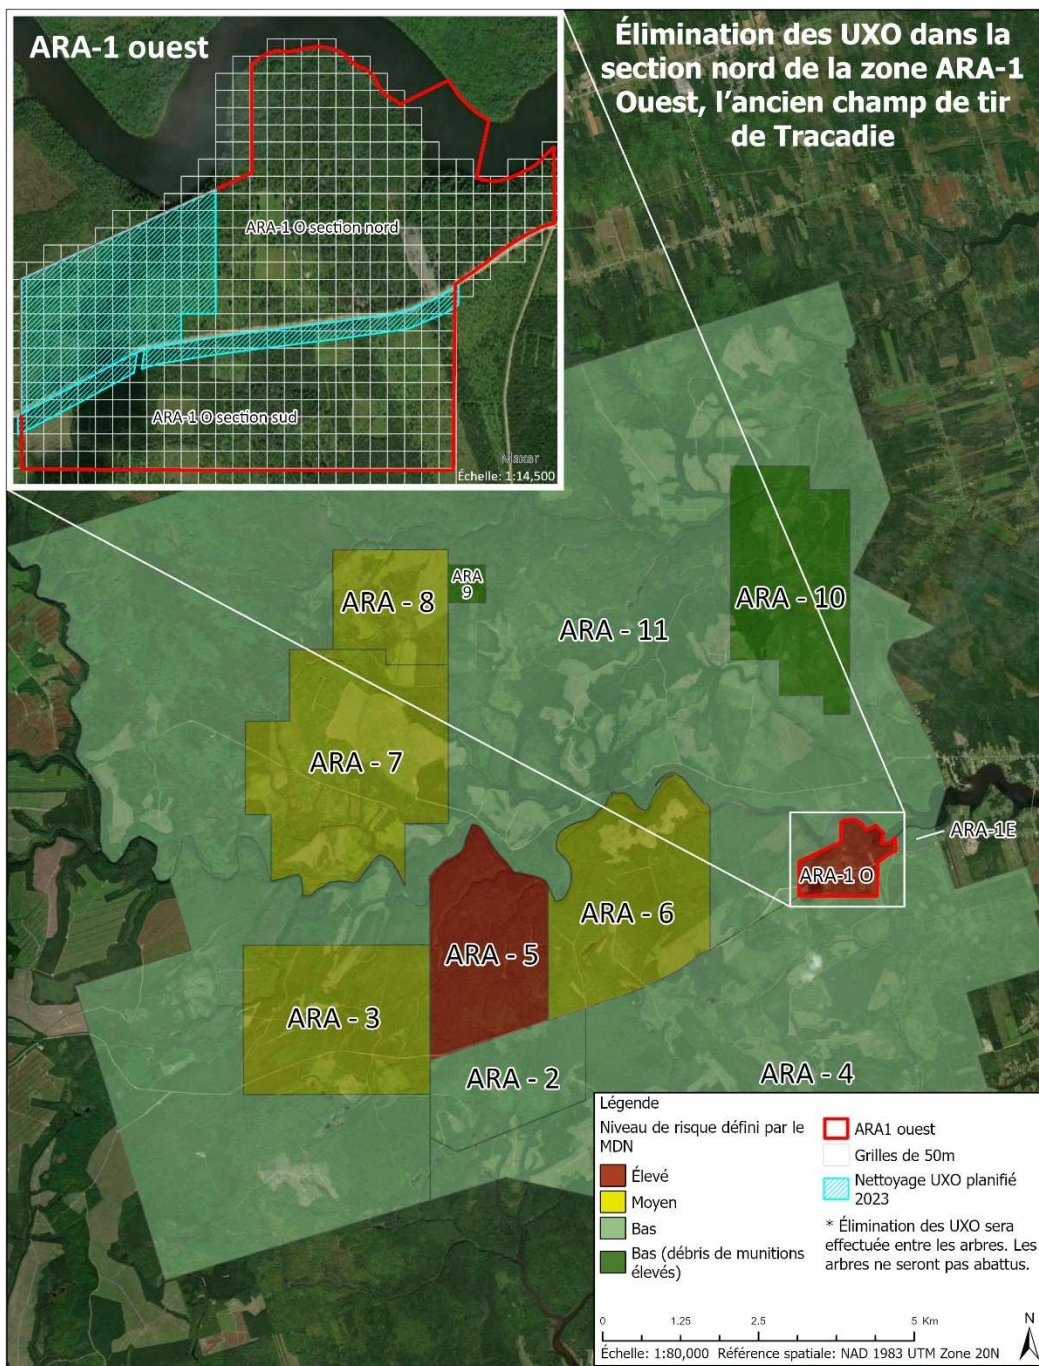 ARA-1 ouest
Élimination des UXO dans la
section nord de la zone ARA-1
Ouest, l'ancien champ de tir
de Tracadie
ARA-1 O section nord
ARA-1 O section sud
Maxar
Échelle: 1:14,500
ARA - 8
ARA
9
ARA - 10
ARA - 11
ARA - 7
ARA-1E
ARA-1 O
ARA - 6
ARA - 5
ARA - 3
ARA - 2
ARA - 4
Légende
Niveau de risque défini par le
MDN
Élevé
Moyen
Bas
Bas (débris de munitions
élevés)
ARA1 ouest
Grilles de 50m
Nettoyage UXO planifié
2023
* Élimination des UXO sera
effectuée entre les arbres. Les
arbres ne seront pas abattus.
N
0 1.25 2.5 5 Km
Échelle: 1:80,000 Référence spatiale: NAD 1983 UTM Zone 20N